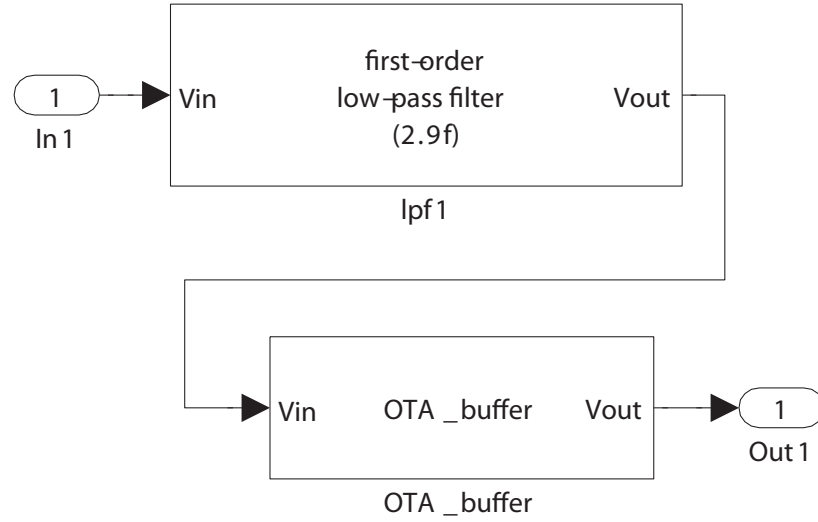 1
In 1
Vin
first-order
low-pass filter
(2.9f)
Vout
lpf 1
Vin
OTA _buffer
Vout
OTA _buffer
1
Out 1